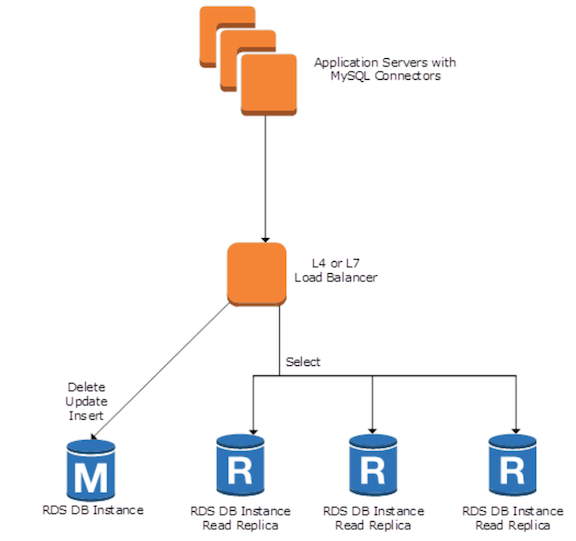 Application Servers with
MySQL Connectors
L4 or L7
Load Balancer
Select
Delete
Update
Insert
M
R
R
R
RDS DB Instance
RDS DB Instance
Read Replica
RDS DB Instance
Read Replica
RDS DB Instance
Read Replica